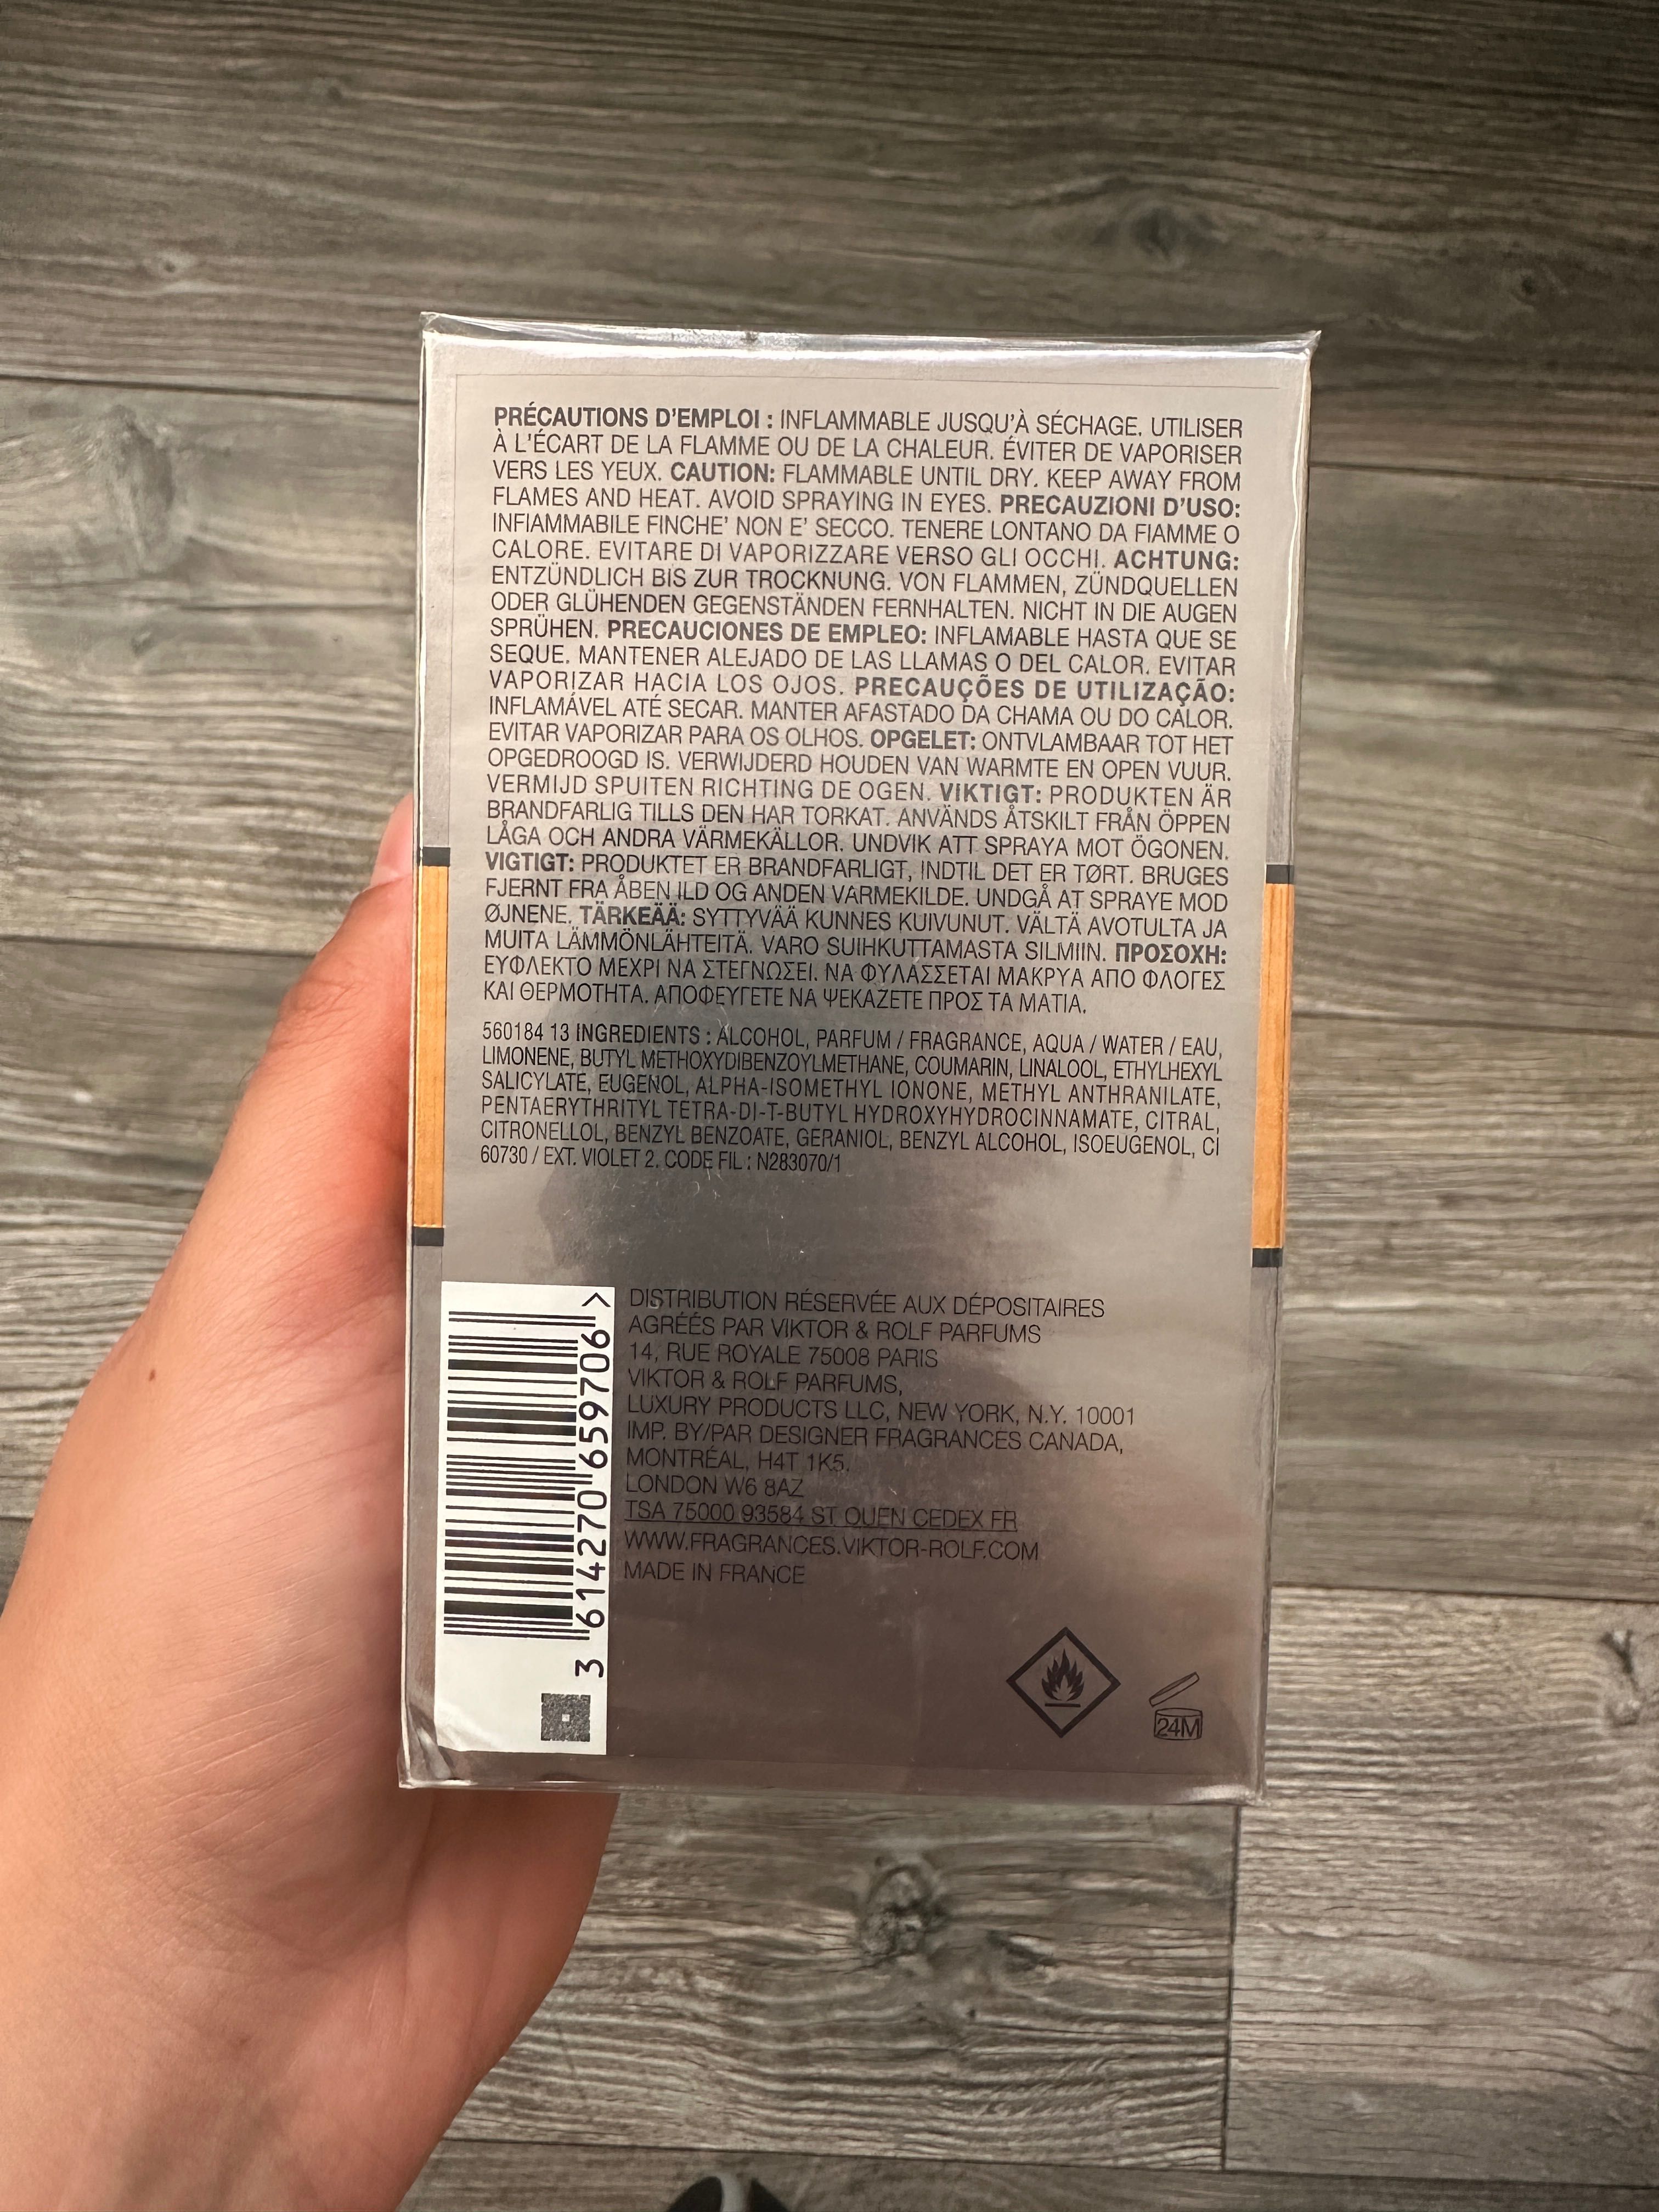 PRÉCAUTIONS D'EMPLOI : INFLAMMABLE JUSQU'À SÉCHAGE. UTILISER
À L'ÉCART DE LA FLAMME OU DE LA CHALEUR. ÉVITER DE VAPORISER
VERS LES YEUX. CAUTION: FLAMMABLE UNTIL DRY. KEEP AWAY FROM
FLAMES AND HEAT. AVOID SPRAYING IN EYES. PRECAUZIONI D'USO:
INFIAMMABILE FINCHE' NON E' SECCO. TENERE LONTANO DA FIAMME O
CALORE. EVITARE DI VAPORIZZARE VERSO GLI OCCHI. ACHTUNG:
ENTZÜNDLICH BIS ZUR TROCKNUNG. VON FLAMMEN, ZÜNDQUELLEN
ODER GLÜHENDEN GEGENSTÄNDEN FERNHALTEN. NICHT IN DIE AUGEN
SPRÜHEN. PRECAUCIONES DE EMPLEO: INFLAMABLE HASTA QUE SE
SEQUE. MANTENER ALEJADO DE LAS LLAMAS O DEL CALOR. EVITAR
VAPORIZAR HACIA LOS OJOS. PRECAUÇÕES DE UTILIZAÇÃO:
INFLAMÁVEL ATÉ SECAR. MANTER AFASTADO DA CHAMA OU DO CALOR.
EVITAR VAPORIZAR PARA OS OLHOS. OPGELET: ONTVLAMBAAR TOT HET
OPGEDROOGD IS. VERWIJDERD HOUDEN VAN WARMTE EN OPEN VUUR.
VERMIJD SPUITEN RICHTING DE OGEN. VIKTIGT: PRODUKTEN ÄR
BRANDFARLIG TILLS DEN HAR TORKAT. ANVÄNDS ÅTSKILT FRÅN ÖPPEN
LÅGA OCH ANDRA VÄRMEKÄLLOR. UNDVIK ATT SPRAYA MOT ÖGONEN.
VIGTIGT: PRODUKTET ER BRANDFARLIGT, INDTIL DET ER TØRT. BRUGES
FJERNT FRA ÅBEN ILD OG ANDEN VARMEKILDE. UNDGÅ AT SPRAYE MOD
ØJNENE. TÄRKEÄÄ: SYTTYVÄÄ KUNNES KUIVUNUT. VÄLTÄ AVOTULTA JA
MUITA LÄMMÖNLÄHTEITÄ. VARO SUIHKUTTAMASTA SILMIIN. ΠΡΟΣΟΧΗ:
ΕΥΦΛΕΚΤΟ ΜΕΧΡΙ ΝΑ ΣΤΕΓΝΩΣΕΙ. ΝΑ ΦΥΛΑΣΣΕΤΑΙ ΜΑΚΡΥΑ ΑΠΟ ΦΛΟΓΕΣ
ΚΑΙ ΘΕΡΜΟΤΗΤΑ. ΑΠΟΦΕΥΓΕΤΕ ΝΑ ΨΕΚΑΖΕΤΕ ΠΡΟΣ ΤΑ ΜΑΤΙΑ.
560184 13 INGREDIENTS : ALCOHOL, PARFUM / FRAGRANCE, AQUA / WATER / EAU,
LIMONENE, BUTYL METHOXYDIBENZOYLMETHANE, COUMARIN, LINALOOL, ETHYLHEXYL
SALICYLATE, EUGENOL, ALPHA-ISOMETHYL IONONE, METHYL ANTHRANILATE,
PENTAERYTHRITYL TETRA-DI-T-BUTYL HYDROXYHYDROCINNAMATE, CITRAL,
CITRONELLOL, BENZYL BENZOATE, GERANIOL, BENZYL ALCOHOL, ISOEUGENOL, CI
60730 / EXT. VIOLET 2. CODE FIL : N283070/1
DISTRIBUTION RÉSERVÉE AUX DÉPOSITAIRES
AGRÉÉS PAR VIKTOR & ROLF PARFUMS
14, RUE ROYALE 75008 PARIS
VIKTOR & ROLF PARFUMS,
LUXURY PRODUCTS LLC, NEW YORK, N.Y. 10001
IMP. BY/PAR DESIGNER FRAGRANCES CANADA,
MONTRÉAL, H4T 1K5.
LONDON W6 8AZ
TSA 75000 93584 ST OUEN CEDEX FR
WWW.FRAGRANCES.VIKTOR-ROLF.COM
MADE IN FRANCE
3 614270 659706 >
24M